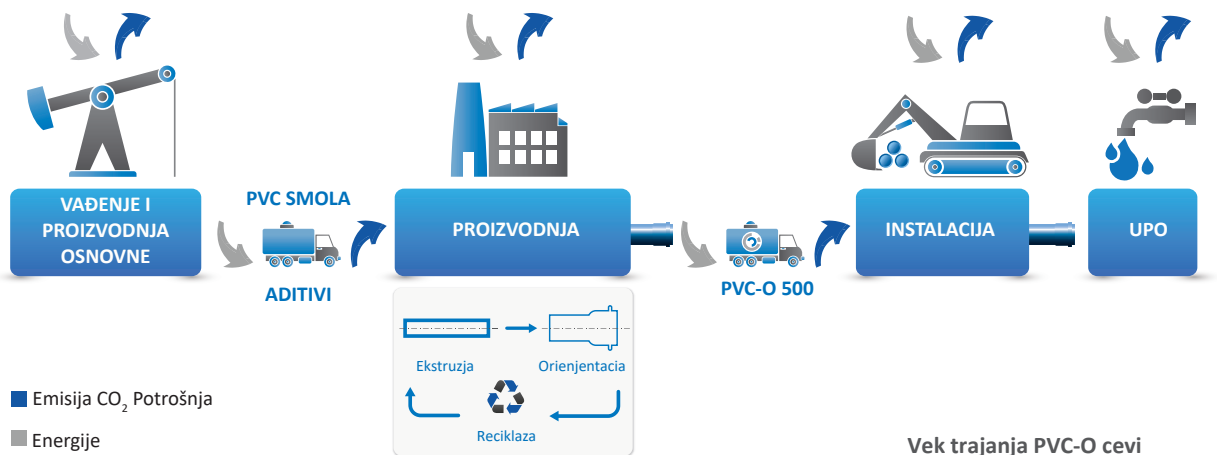 VAĐENJE I
PROIZVODNJA
OSNOVNE
PVC SMOLA
ADITIVI
PROIZVODNJA
PVC-O 500
INSTALACIJA
UPO
Ekstruzja
Orienjentacia
Reciklaza
Emisija CO₂ Potrošnja
Energije
Vek trajanja PVC-O cevi